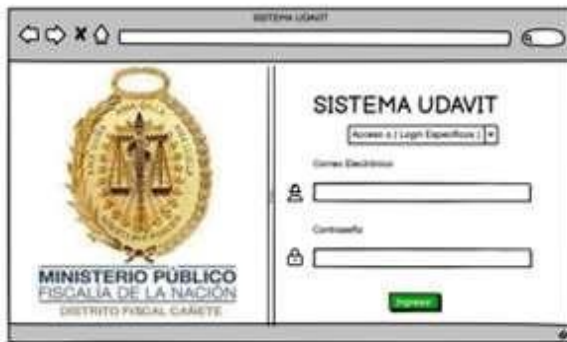 SISTEMA UDAVIT
SISTEMA UDAVIT
Acceso a ( Login Específicos )
Correo Electrónico
Contraseña
Ingresar
MINISTERIO PÚBLICO
FISCALÍA DE LA NACIÓN
DISTRITO FISCAL CAÑETE